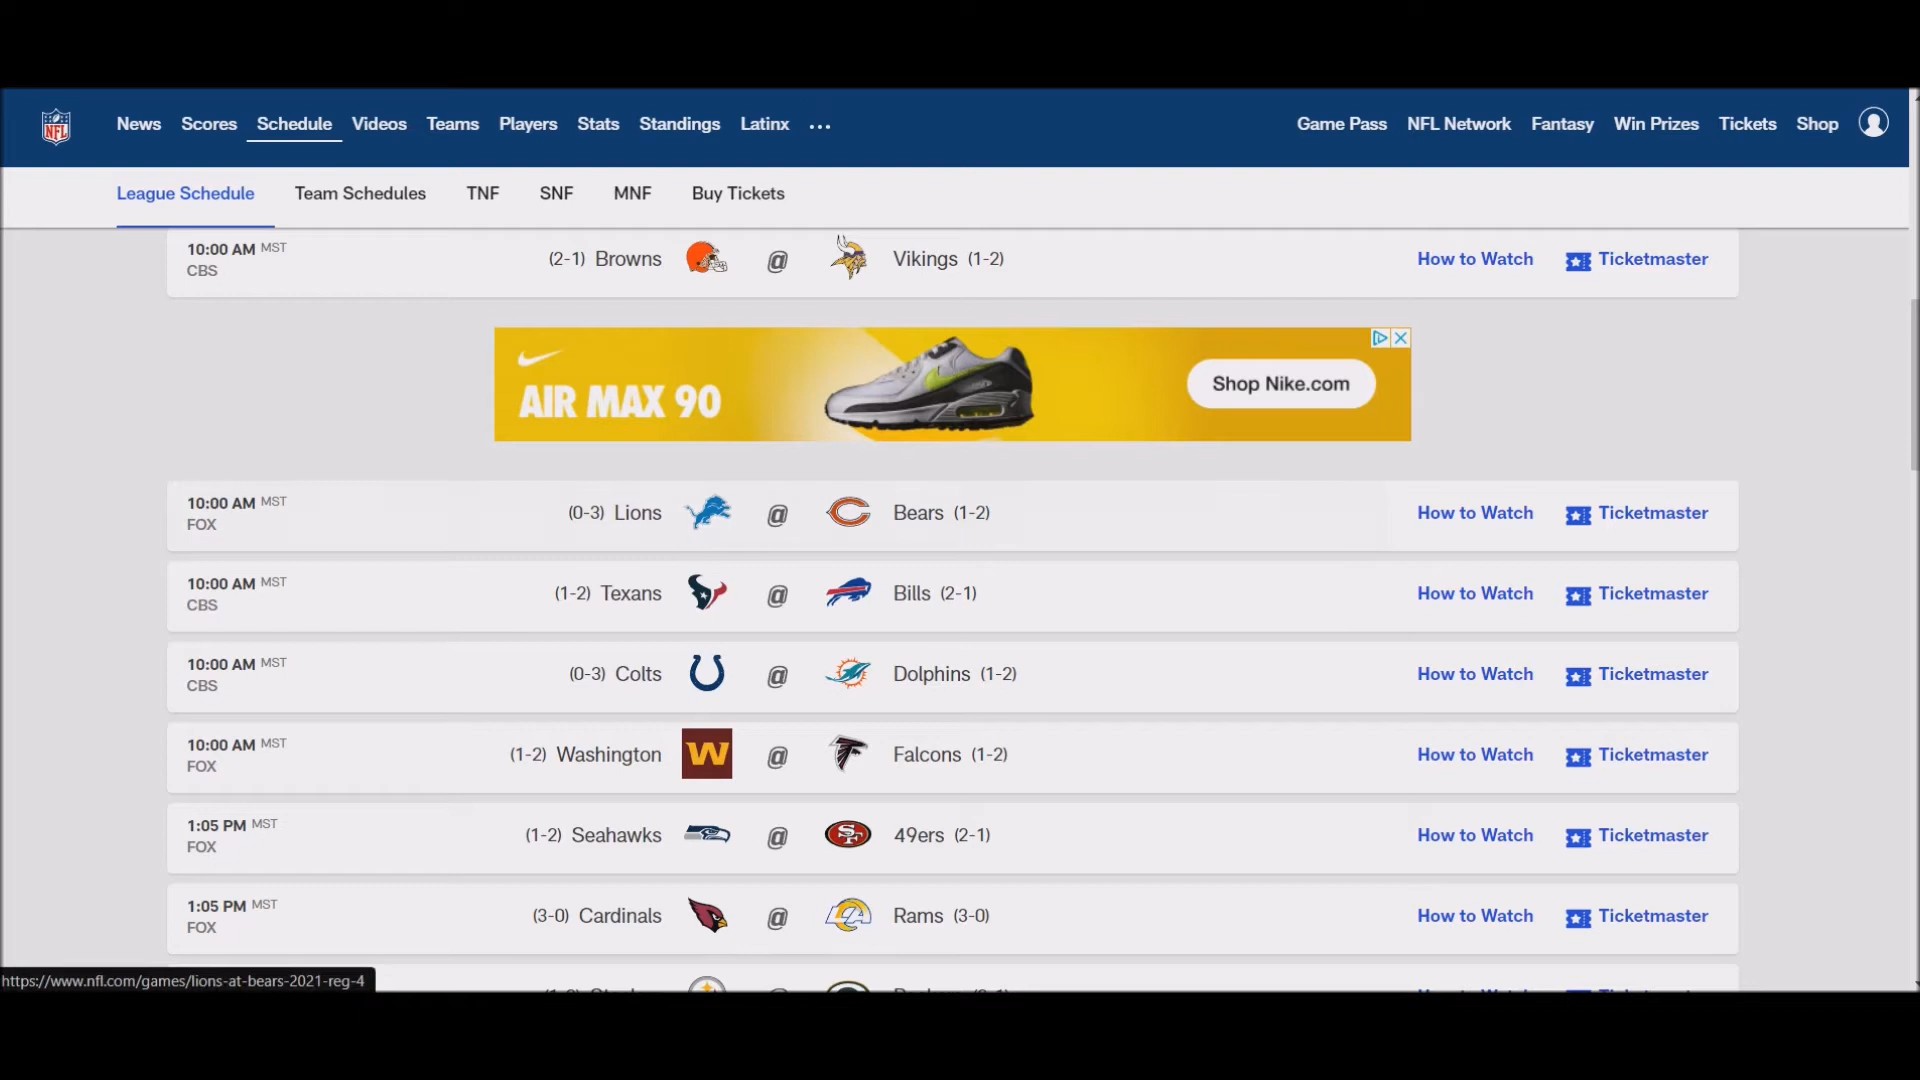 NFL News Scores Schedule Videos Teams Players Stats Standings Latinx ... Game Pass NFL Network Fantasy Win Prizes Tickets Shop
League Schedule Team Schedules TNF SNF MNF Buy Tickets
10:00 AM MST
CBS
(2-1) Browns @ Vikings (1-2) How to Watch Ticketmaster
AIR MAX 90
Shop Nike.com
10:00 AM MST
FOX
(0-3) Lions @ Bears (1-2) How to Watch Ticketmaster
10:00 AM MST
CBS
(1-2) Texans @ Bills (2-1) How to Watch Ticketmaster
10:00 AM MST
CBS
(0-3) Colts @ Dolphins (1-2) How to Watch Ticketmaster
10:00 AM MST
FOX
(1-2) Washington W @ Falcons (1-2) How to Watch Ticketmaster
1:05 PM MST
FOX
(1-2) Seahawks @ SF 49ers (2-1) How to Watch Ticketmaster
1:05 PM MST
FOX
(3-0) Cardinals @ LA Rams (3-0) How to Watch Ticketmaster
https://www.nfl.com/games/lions-at-bears-2021-reg-4